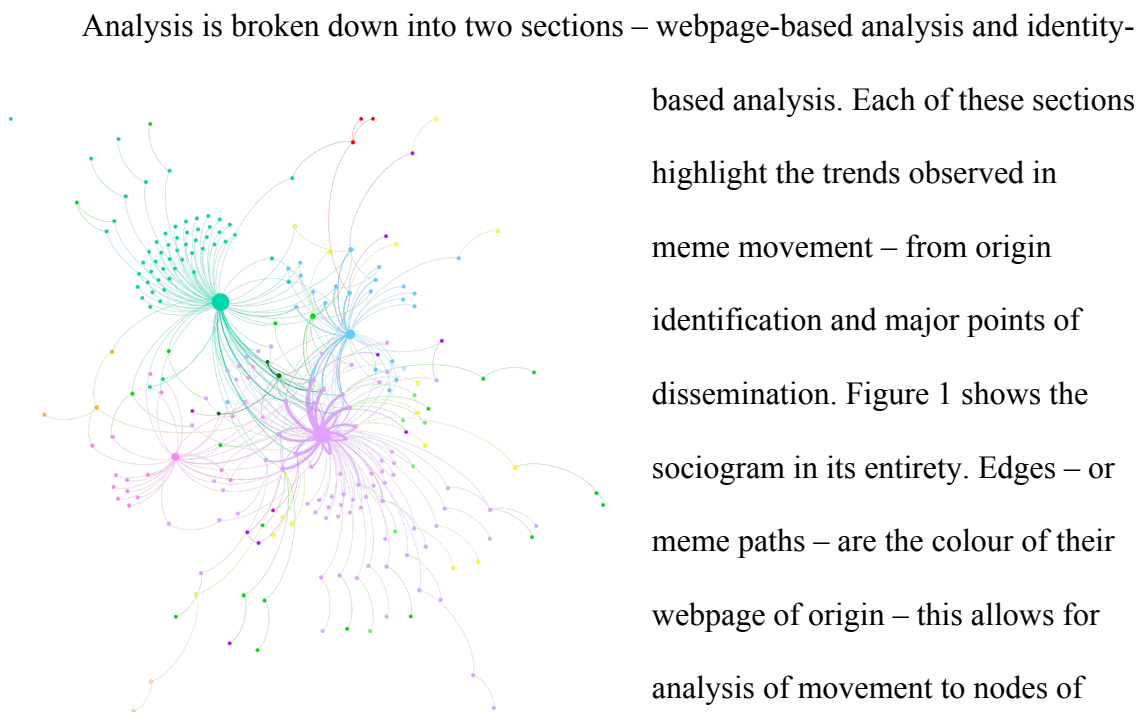 Analysis is broken down into two sections – webpage-based analysis and identity-
based analysis. Each of these sections
highlight the trends observed in
meme movement – from origin
identification and major points of
dissemination. Figure 1 shows the
sociogram in its entirety. Edges – or
meme paths – are the colour of their
webpage of origin – this allows for
analysis of movement to nodes of